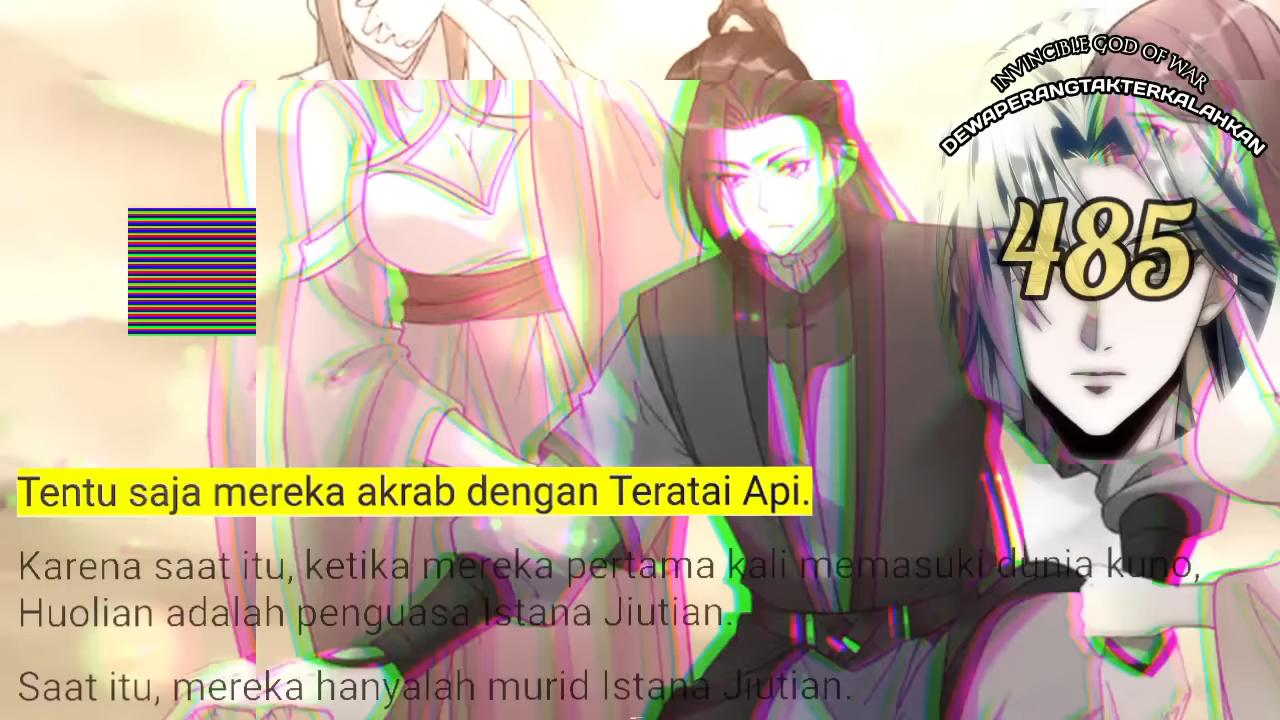 INVINCIBLE GOD OF WAR
DEWAPERANGTAKTERKALAHKAN
485
Tentu saja mereka akrab dengan Teratai Api.
Karena saat itu, ketika mereka pertama kali memasuki dunia kuno,
Huolian adalah penguasa Istana Jiutian.
Saat itu, mereka hanyalah murid Istana Jiutian.